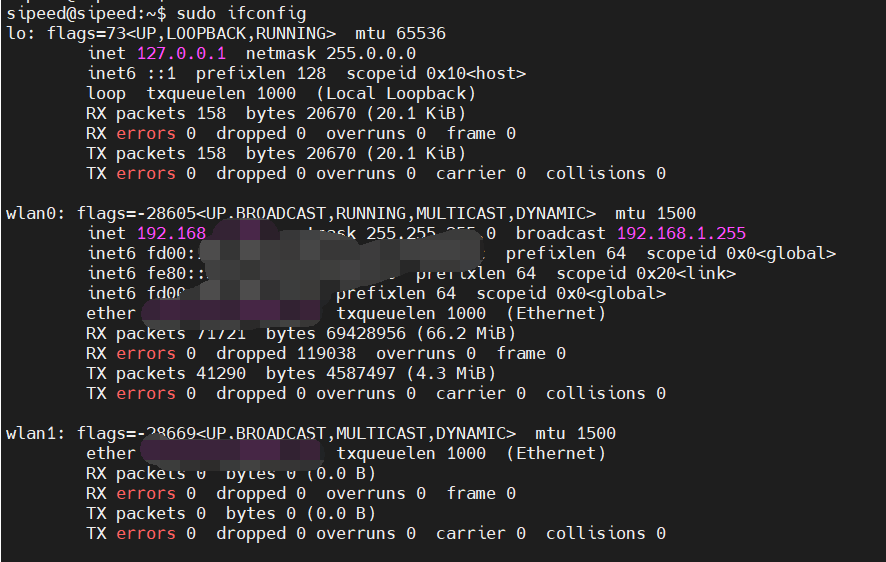 sipeed@sipeed:~$ sudo ifconfig
lo: flags=73<UP,LOOPBACK,RUNNING>  mtu 65536
        inet 127.0.0.1  netmask 255.0.0.0
        inet6 ::1  prefixlen 128  scopeid 0x10<host>
        loop  txqueuelen 1000  (Local Loopback)
        RX packets 158  bytes 20670 (20.1 KiB)
        RX errors 0  dropped 0  overruns 0  frame 0
        TX packets 158  bytes 20670 (20.1 KiB)
        TX errors 0  dropped 0 overruns 0  carrier 0  collisions 0

wlan0: flags=-28605<UP,BROADCAST,RUNNING,MULTICAST,DYNAMIC>  mtu 1500
        inet 192.168 255.255. .0  broadcast 192.168.1.255
        inet6 fd00:: prefixlen 64  scopeid 0x0<global>
        inet6 fe80:: prefixlen 64  scopeid 0x20<link>
        inet6 fd00 prefixlen 64  scopeid 0x0<global>
        ether txqueuelen 1000  (Ethernet)
        RX packets 71721  bytes 69428956 (66.2 MiB)
        RX errors 0  dropped 119038  overruns 0  frame 0
        TX packets 41290  bytes 4587497 (4.3 MiB)
        TX errors 0  dropped 0 overruns 0  carrier 0  collisions 0

wlan1: flags=-28669<UP,BROADCAST,MULTICAST,DYNAMIC>  mtu 1500
        ether txqueuelen 1000  (Ethernet)
        RX packets 0  bytes 0 (0.0 B)
        RX errors 0  dropped 0  overruns 0  frame 0
        TX packets 0  bytes 0 (0.0 B)
        TX errors 0  dropped 0 overruns 0  carrier 0  collisions 0